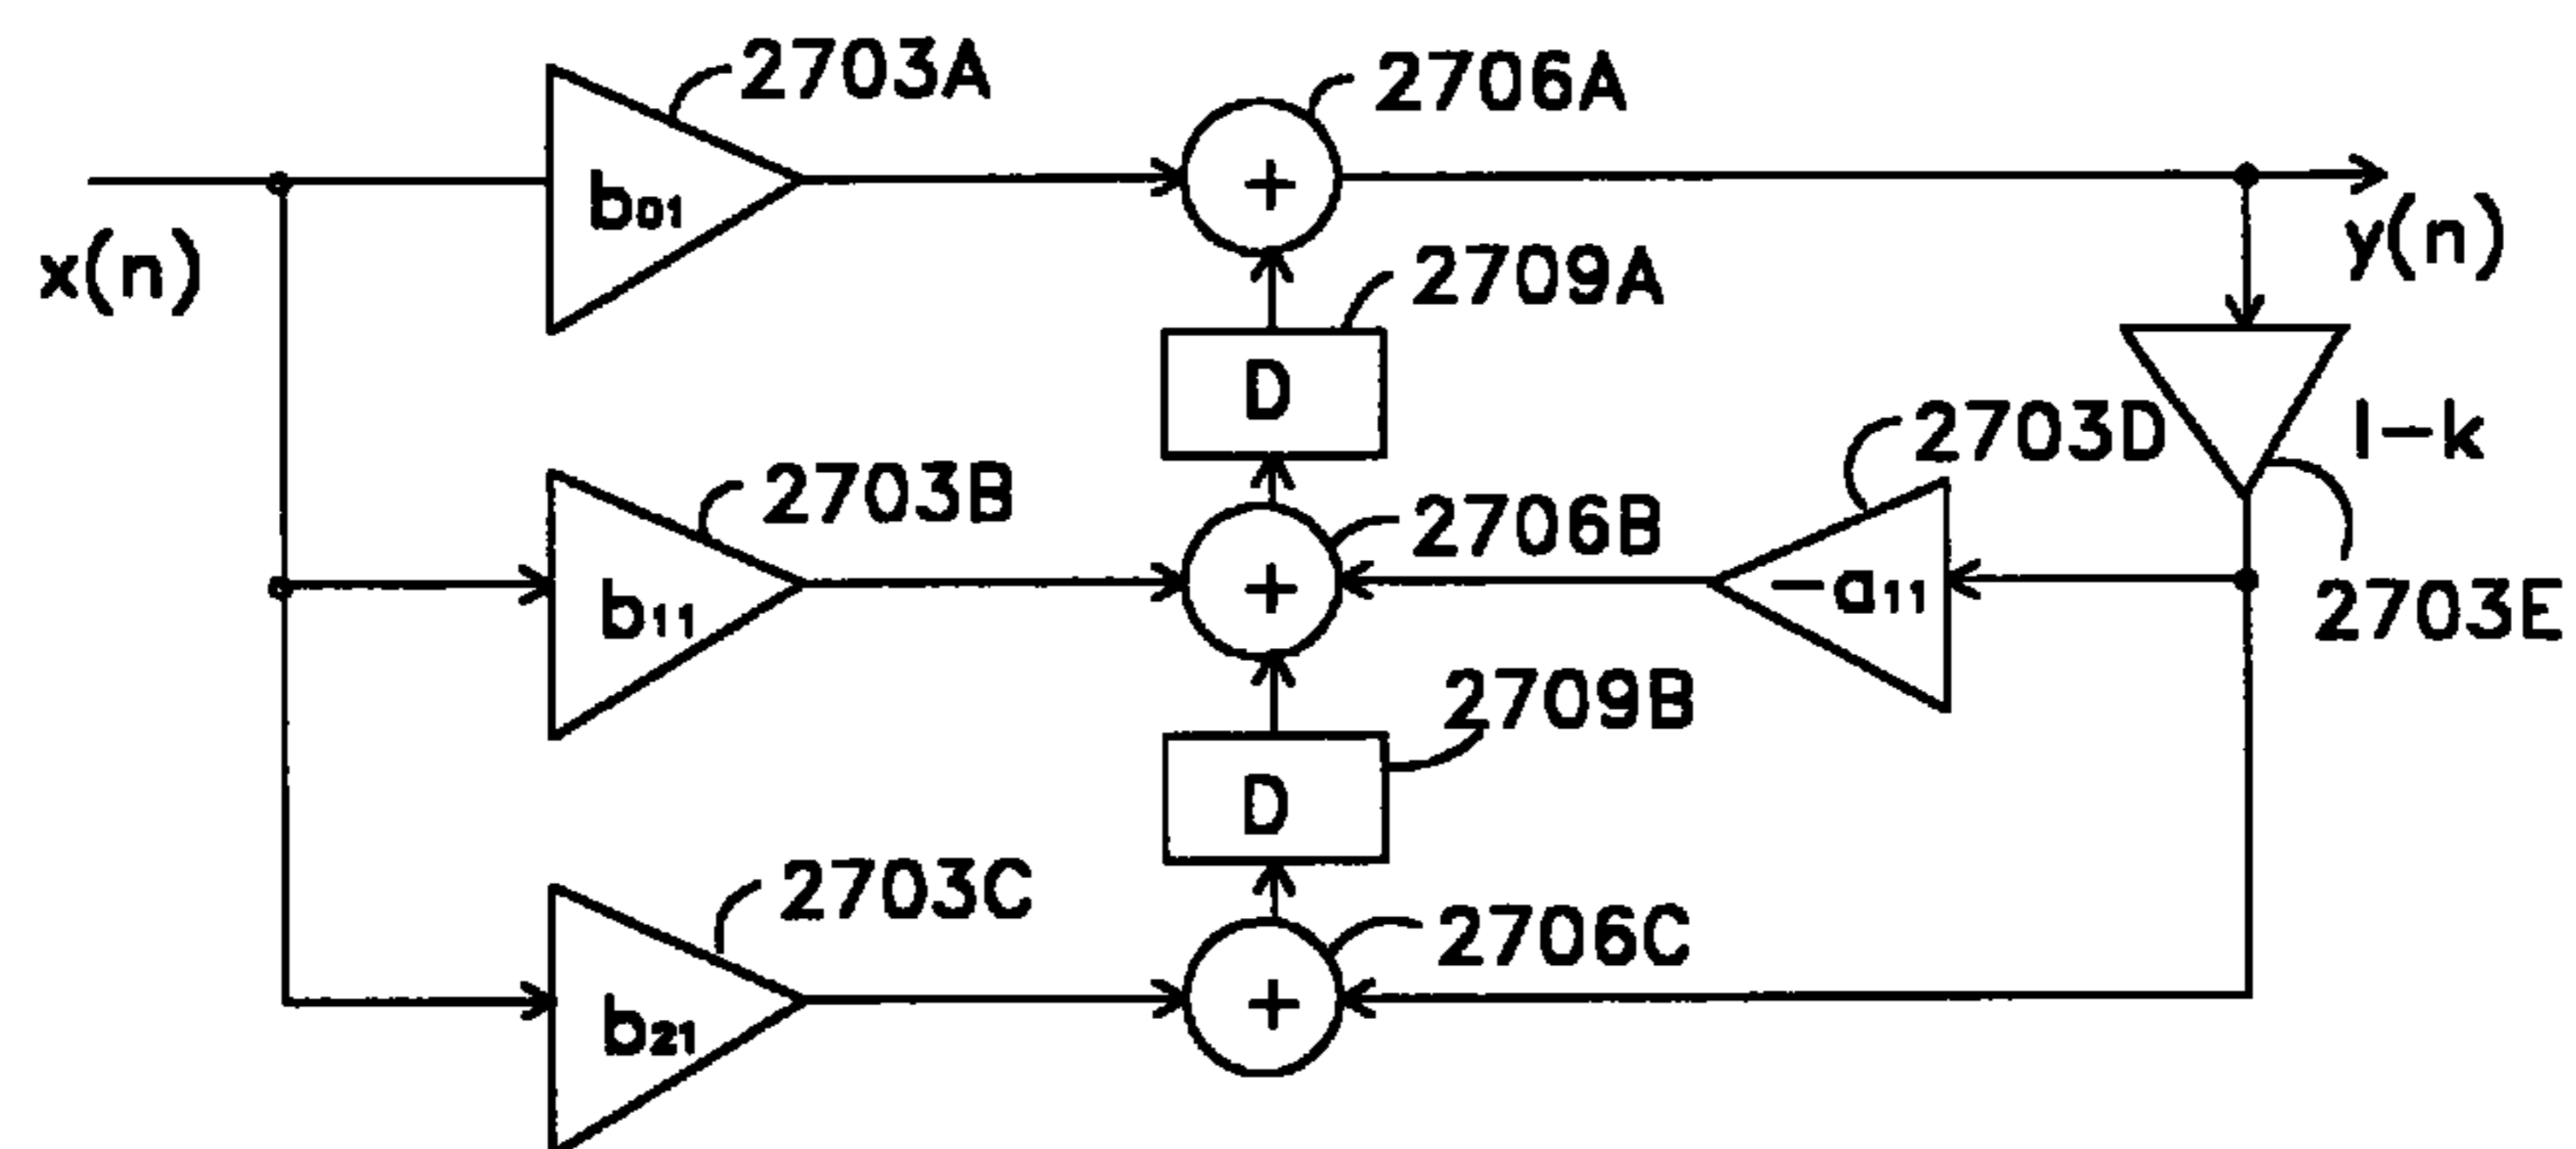 2703A
2706A
b01
+
x(n)
y(n)
2709A
D
2703D
1-k
2703B
2706B
b11
+
-a11
2703E
2709B
D
2703C
2706C
b21
+